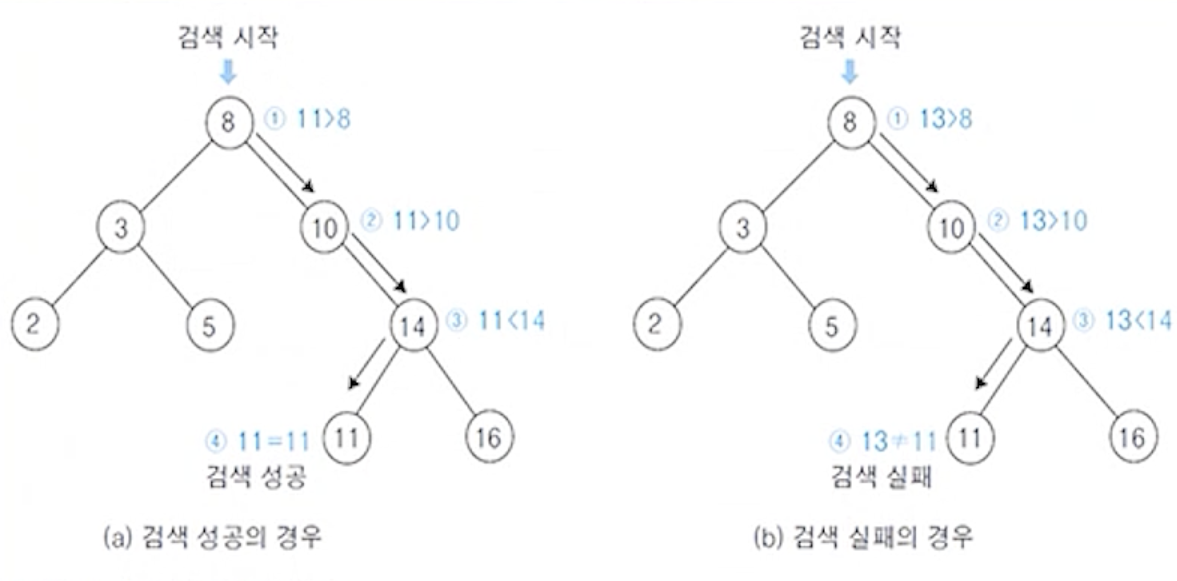 검색 시작
8 ① 11>8
3 10 ② 11>10
2 5 14 ③ 11<14
④ 11=11 11 16
검색 성공
(a) 검색 성공의 경우
검색 시작
8 ① 13>8
3 10 ② 13>10
2 5 14 ③ 13<14
④ 13≠11 11 16
검색 실패
(b) 검색 실패의 경우